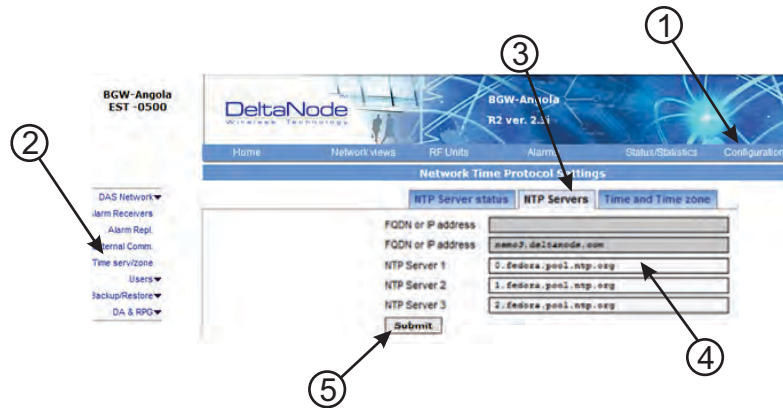 1
3
BGW-Angola
EST -0500
DeltaNode
Wireless Technology
BGW-Angola
R2 ver. 2.3i
2
Home Network views RF Units Alarms Status/Statistics Configuration
Network Time Protocol Settings
DAS Network
NTP Server status NTP Servers Time and Time zone
larm Receivers
Alarm Repl.
ternal Comm.
Time serv/zone
Users
Backup/Restore
DA & RPG
FQDN or IP address
FQDN or IP address nemo3.deltanode.com
NTP Server 1 0.fedora.pool.ntp.org
NTP Server 2 1.fedora.pool.ntp.org
NTP Server 3 2.fedora.pool.ntp.org
Submit
4
5